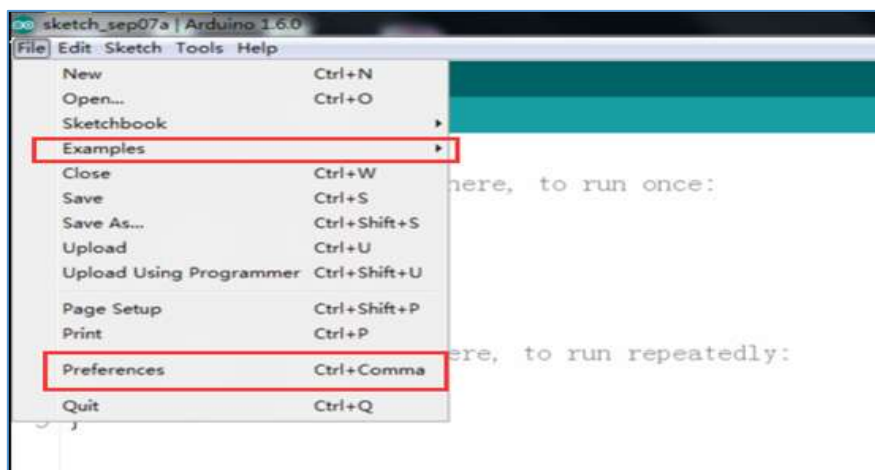 sketch_sep07a | Arduino 1.6.0
File Edit Sketch Tools Help
New Ctrl+N
Open... Ctrl+O
Sketchbook
Examples
Close Ctrl+W
here, to run once:
Save Ctrl+S
Save As... Ctrl+Shift+S
Upload Ctrl+U
Upload Using Programmer Ctrl+Shift+U
Page Setup Ctrl+Shift+P
Print Ctrl+P
ere, to run repeatedly:
Preferences Ctrl+Comma
Quit Ctrl+Q